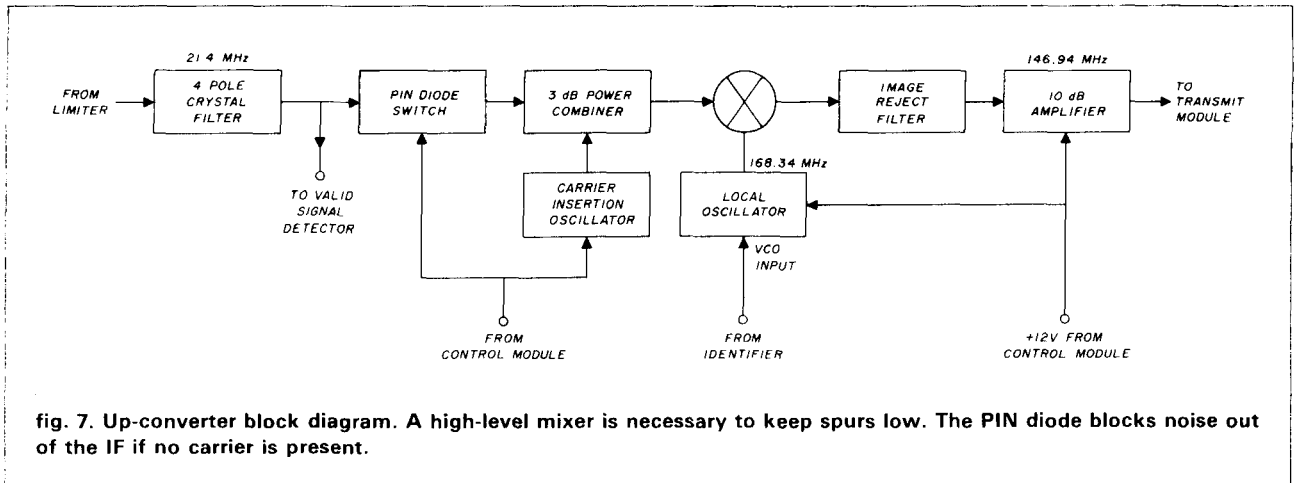 FROM
LIMITER
21.4 MHz
4 POLE
CRYSTAL
FILTER
TO VALID
SIGNAL
DETECTOR
PIN DIODE
SWITCH
3 dB POWER
COMBINER
CARRIER
INSERTION
OSCILLATOR
FROM
CONTROL MODULE
168.34 MHz
LOCAL
OSCILLATOR
VCO
INPUT
FROM
IDENTIFIER
IMAGE
REJECT
FILTER
146.94 MHz
10 dB
AMPLIFIER
TO
TRANSMIT
MODULE
+12V FROM
CONTROL MODULE
fig. 7. Up-converter block diagram. A high-level mixer is necessary to keep spurs low. The PIN diode blocks noise out
of the IF if no carrier is present.